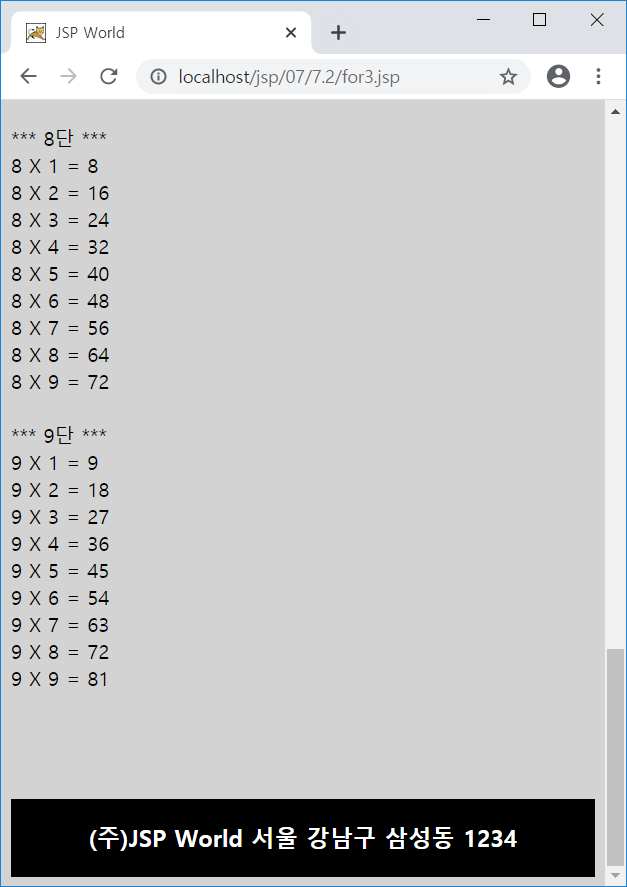 JSP World
localhost/jsp/07/7.2/for3.jsp
*** 8단 ***
8 X 1 = 8
8 X 2 = 16
8 X 3 = 24
8 X 4 = 32
8 X 5 = 40
8 X 6 = 48
8 X 7 = 56
8 X 8 = 64
8 X 9 = 72
*** 9단 ***
9 X 1 = 9
9 X 2 = 18
9 X 3 = 27
9 X 4 = 36
9 X 5 = 45
9 X 6 = 54
9 X 7 = 63
9 X 8 = 72
9 X 9 = 81
(주)JSP World 서울 강남구 삼성동 1234